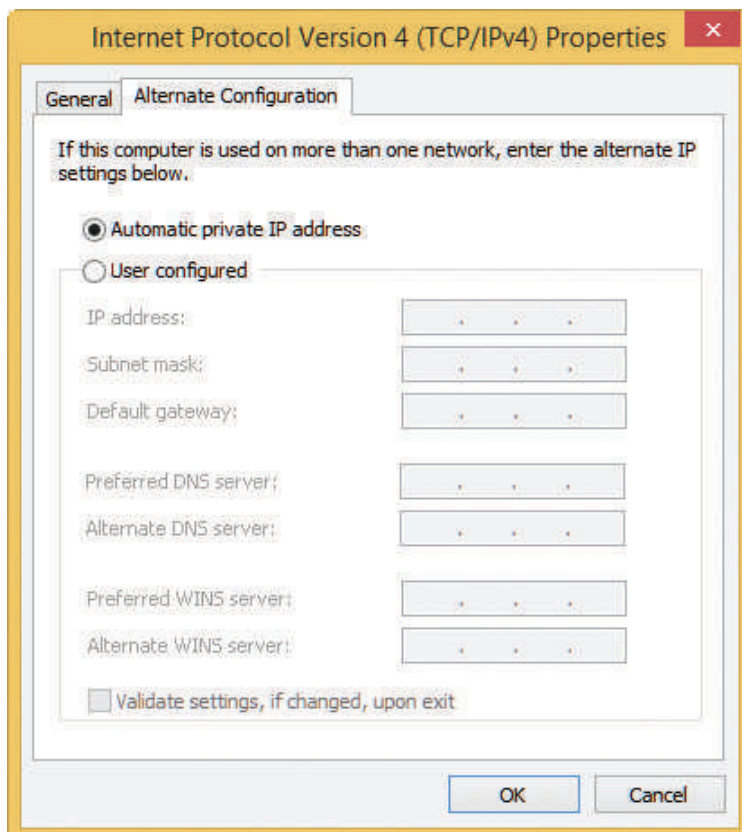 Internet Protocol Version 4 (TCP/IPv4) Properties
General
Alternate Configuration
If this computer is used on more than one network, enter the alternate IP
settings below.
Automatic private IP address
User configured
IP address:
Subnet mask:
Default gateway:
Preferred DNS server:
Alternate DNS server:
Preferred WINS server:
Alternate WINS server:
Validate settings, if changed, upon exit
OK
Cancel